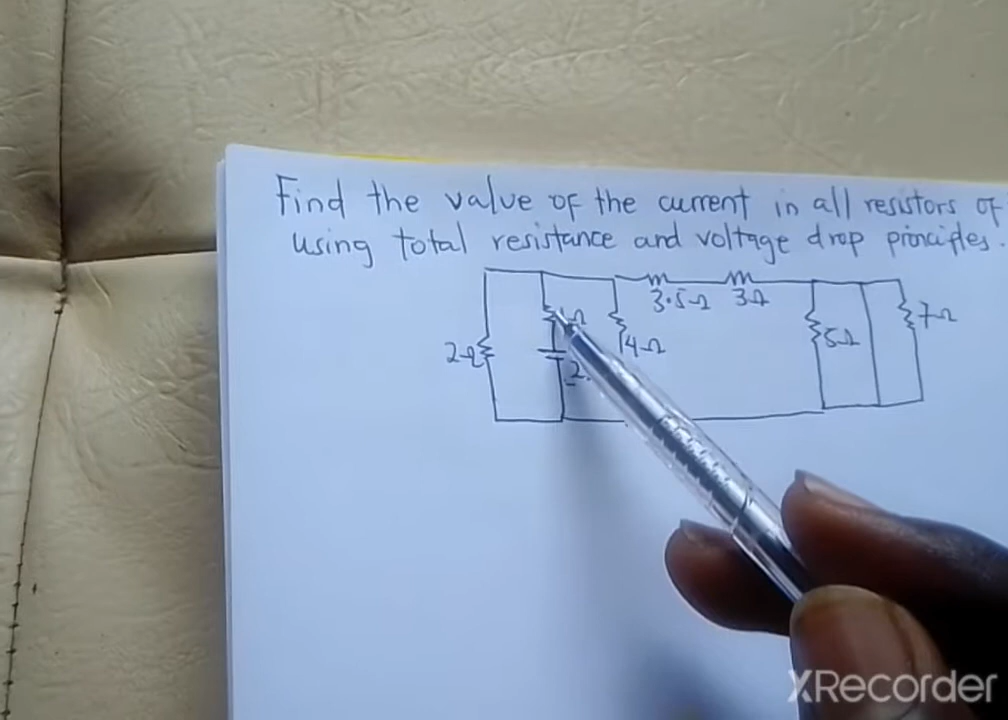 Find the value of the current in all resistors of
using total resistance and voltage drop principles.
3.5Ω 3Ω
7Ω
2Ω 4Ω 5Ω
XRecorder